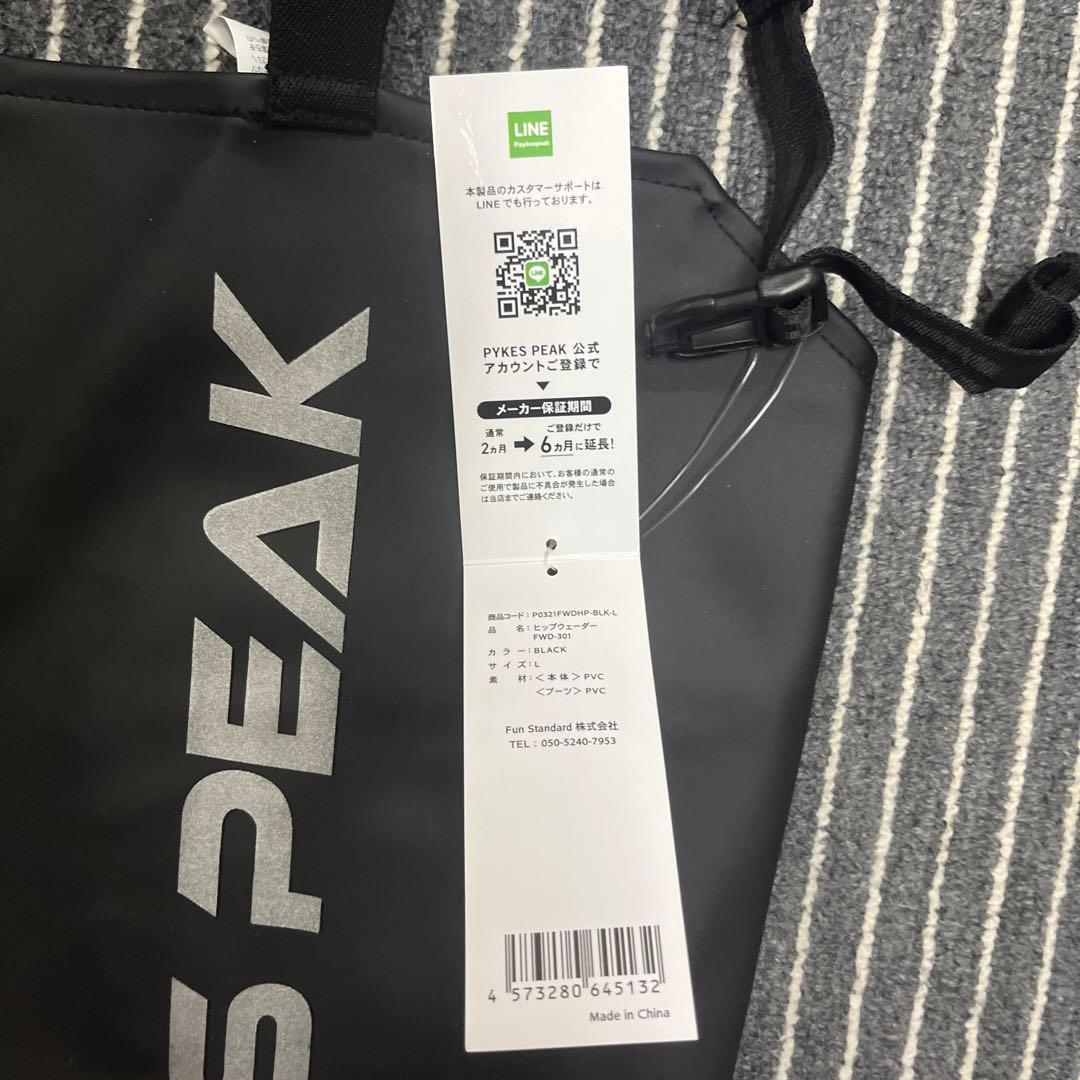 LINE
@pykespeak
本製品のカスタマーサポートは
LINEでも行っております。
LINE
PYKES PEAK 公式
アカウントご登録で
メーカー保証期間
通常
2ヵ月
ご登録だけで
6ヵ月に延長!
保証期間内において、お客様の通常の
ご使用で製品に不具合が発生した場合
は当店までご連絡ください。
商品コード:P0321FWDHP-BLK-L
品名:ヒップウェーダー
FWD-301
カラー:BLACK
サイズ:L
素材:<本体>PVC
<ブーツ>PVC
Fun Standard 株式会社
TEL : 050-5240-7953
4 573280 645132
Made in China
S PEAK